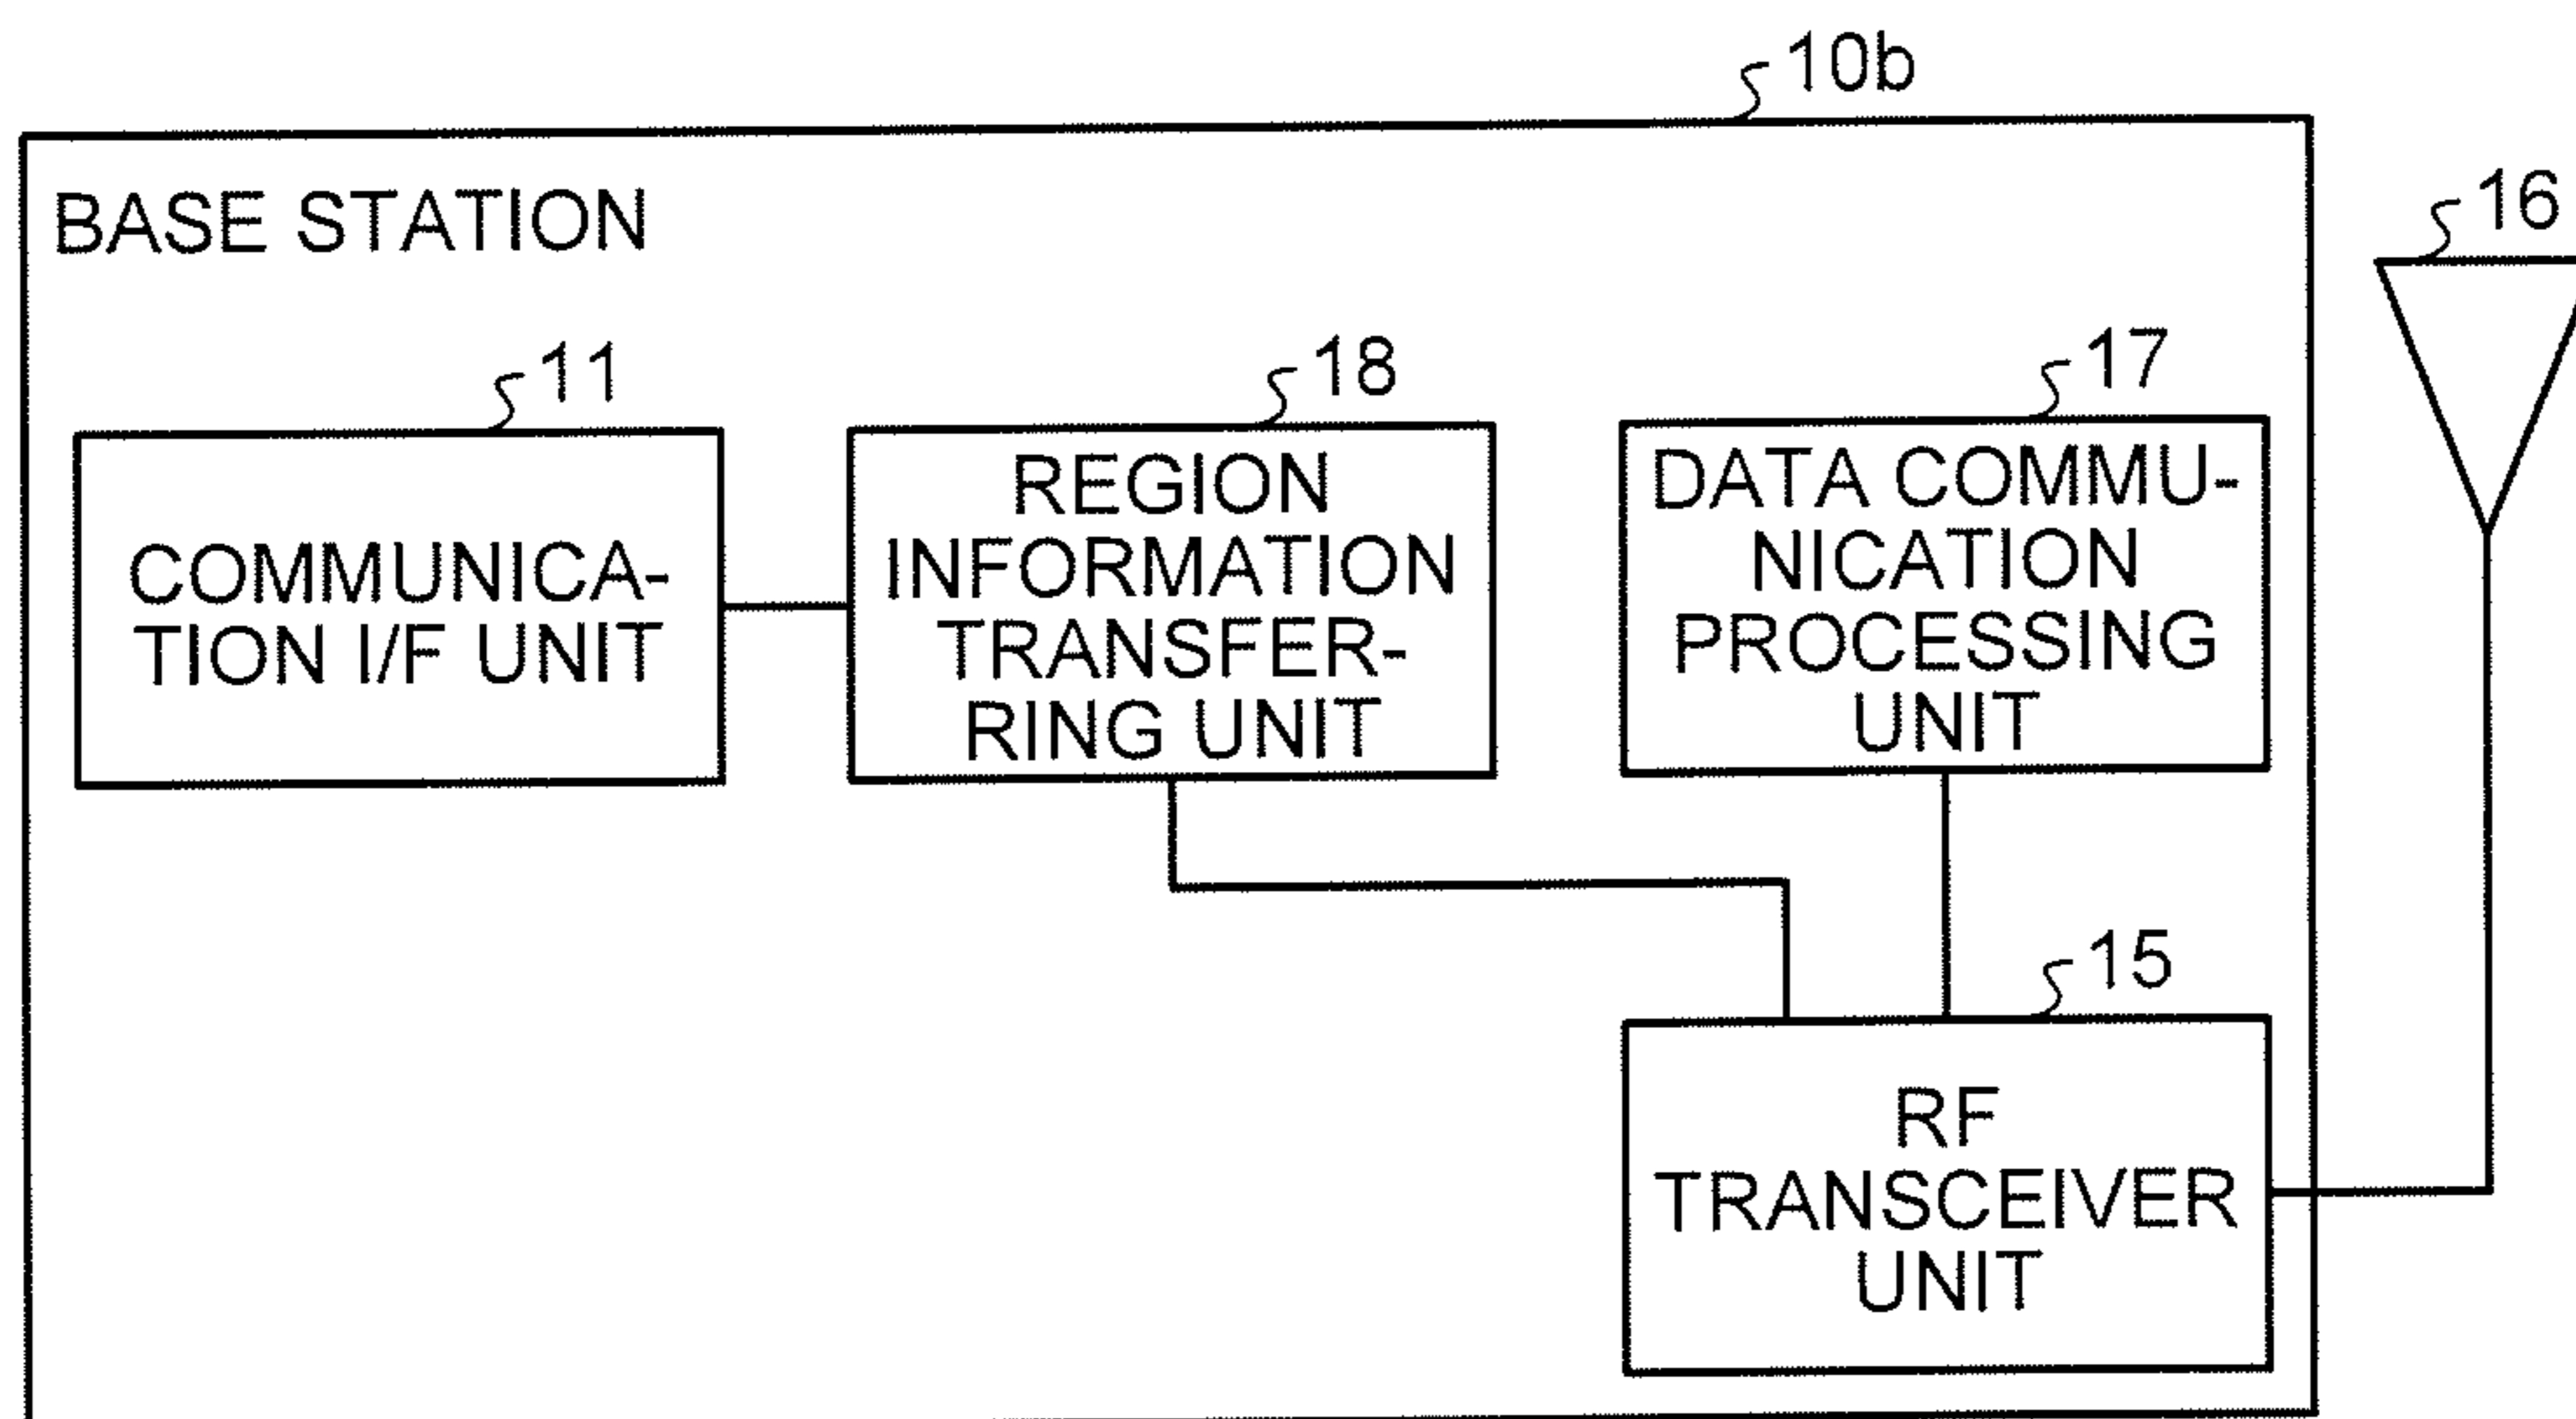 10b
BASE STATION
16
11
18
17
COMMUNICA-
TION I/F UNIT
REGION
INFORMATION
TRANSFER-
RING UNIT
DATA COMMU-
NICATION
PROCESSING
UNIT
15
RF
TRANSCEIVER
UNIT